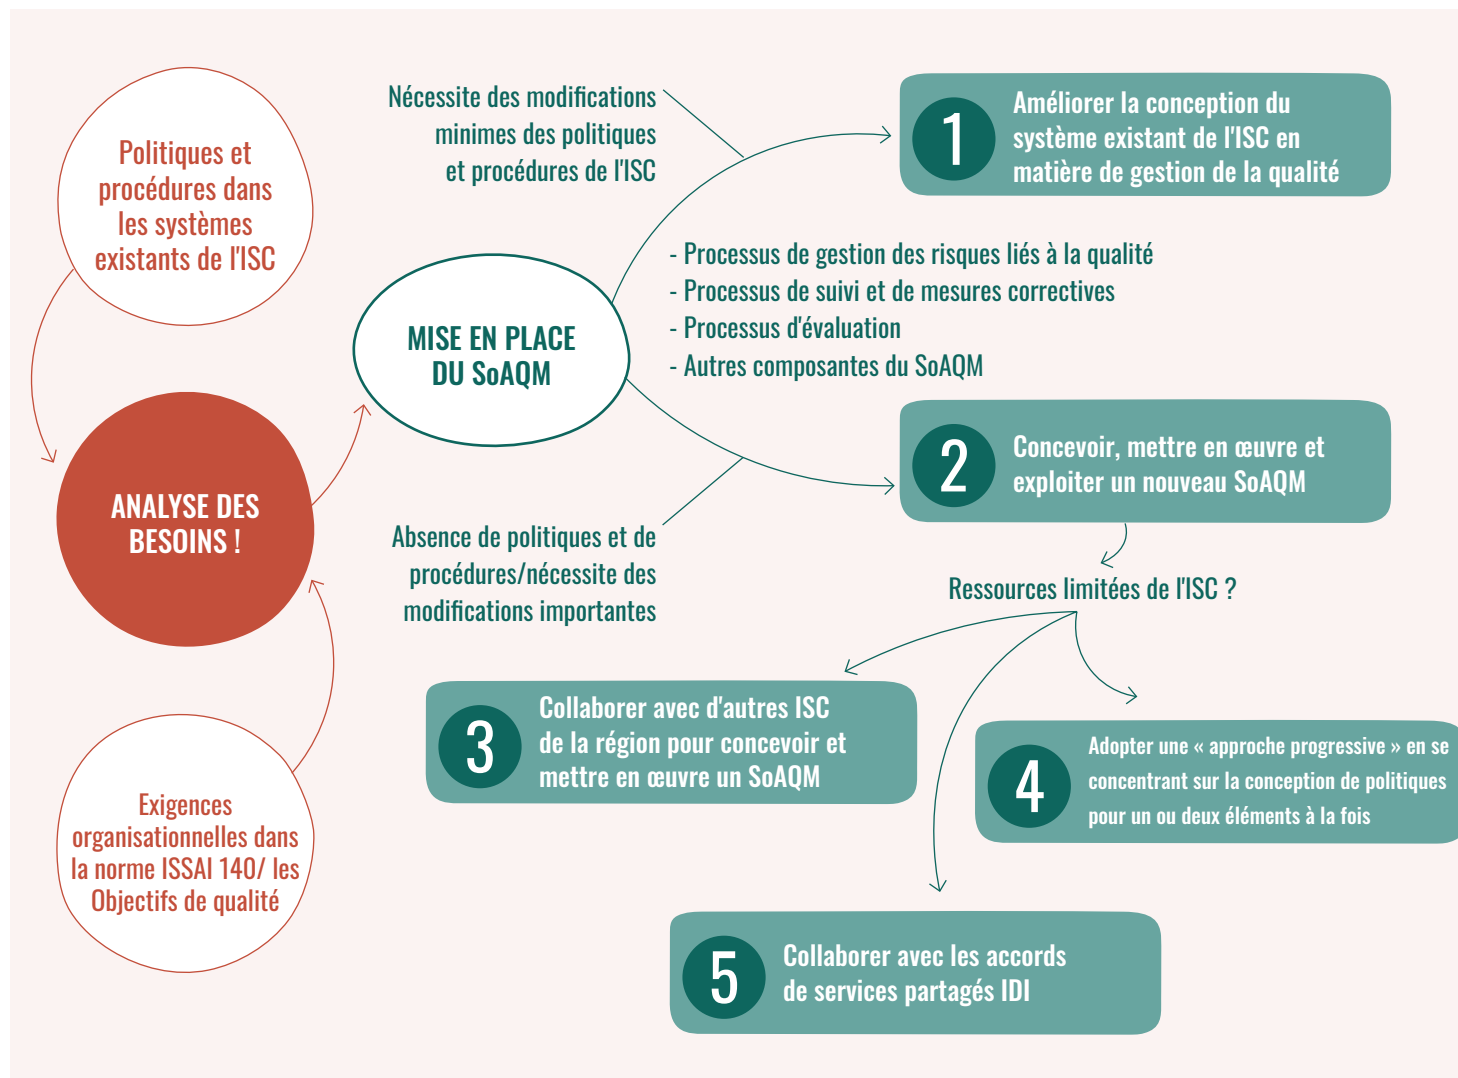 Politiques et
procédures dans
les systèmes
existants de l'ISC
ANALYSE DES
BESOINS !
Exigences
organisationnelles dans
la norme ISSAI 140/ les
Objectifs de qualité
MISE EN PLACE
DU SoAQM
Nécessite des modifications
minimes des politiques
et procédures de l'ISC
1
Améliorer la conception du
système existant de l'ISC en
matière de gestion de la qualité
- Processus de gestion des risques liés à la qualité
- Processus de suivi et de mesures correctives
- Processus d'évaluation
- Autres composantes du SoAQM
Absence de politiques et de
procédures/nécessite des
modifications importantes
2
Concevoir, mettre en œuvre et
exploiter un nouveau SoAQM
Ressources limitées de l'ISC ?
3
Collaborer avec d'autres ISC
de la région pour concevoir et
mettre en œuvre un SoAQM
4
Adopter une « approche progressive » en se
concentrant sur la conception de politiques
pour un ou deux éléments à la fois
5
Collaborer avec les accords
de services partagés IDI